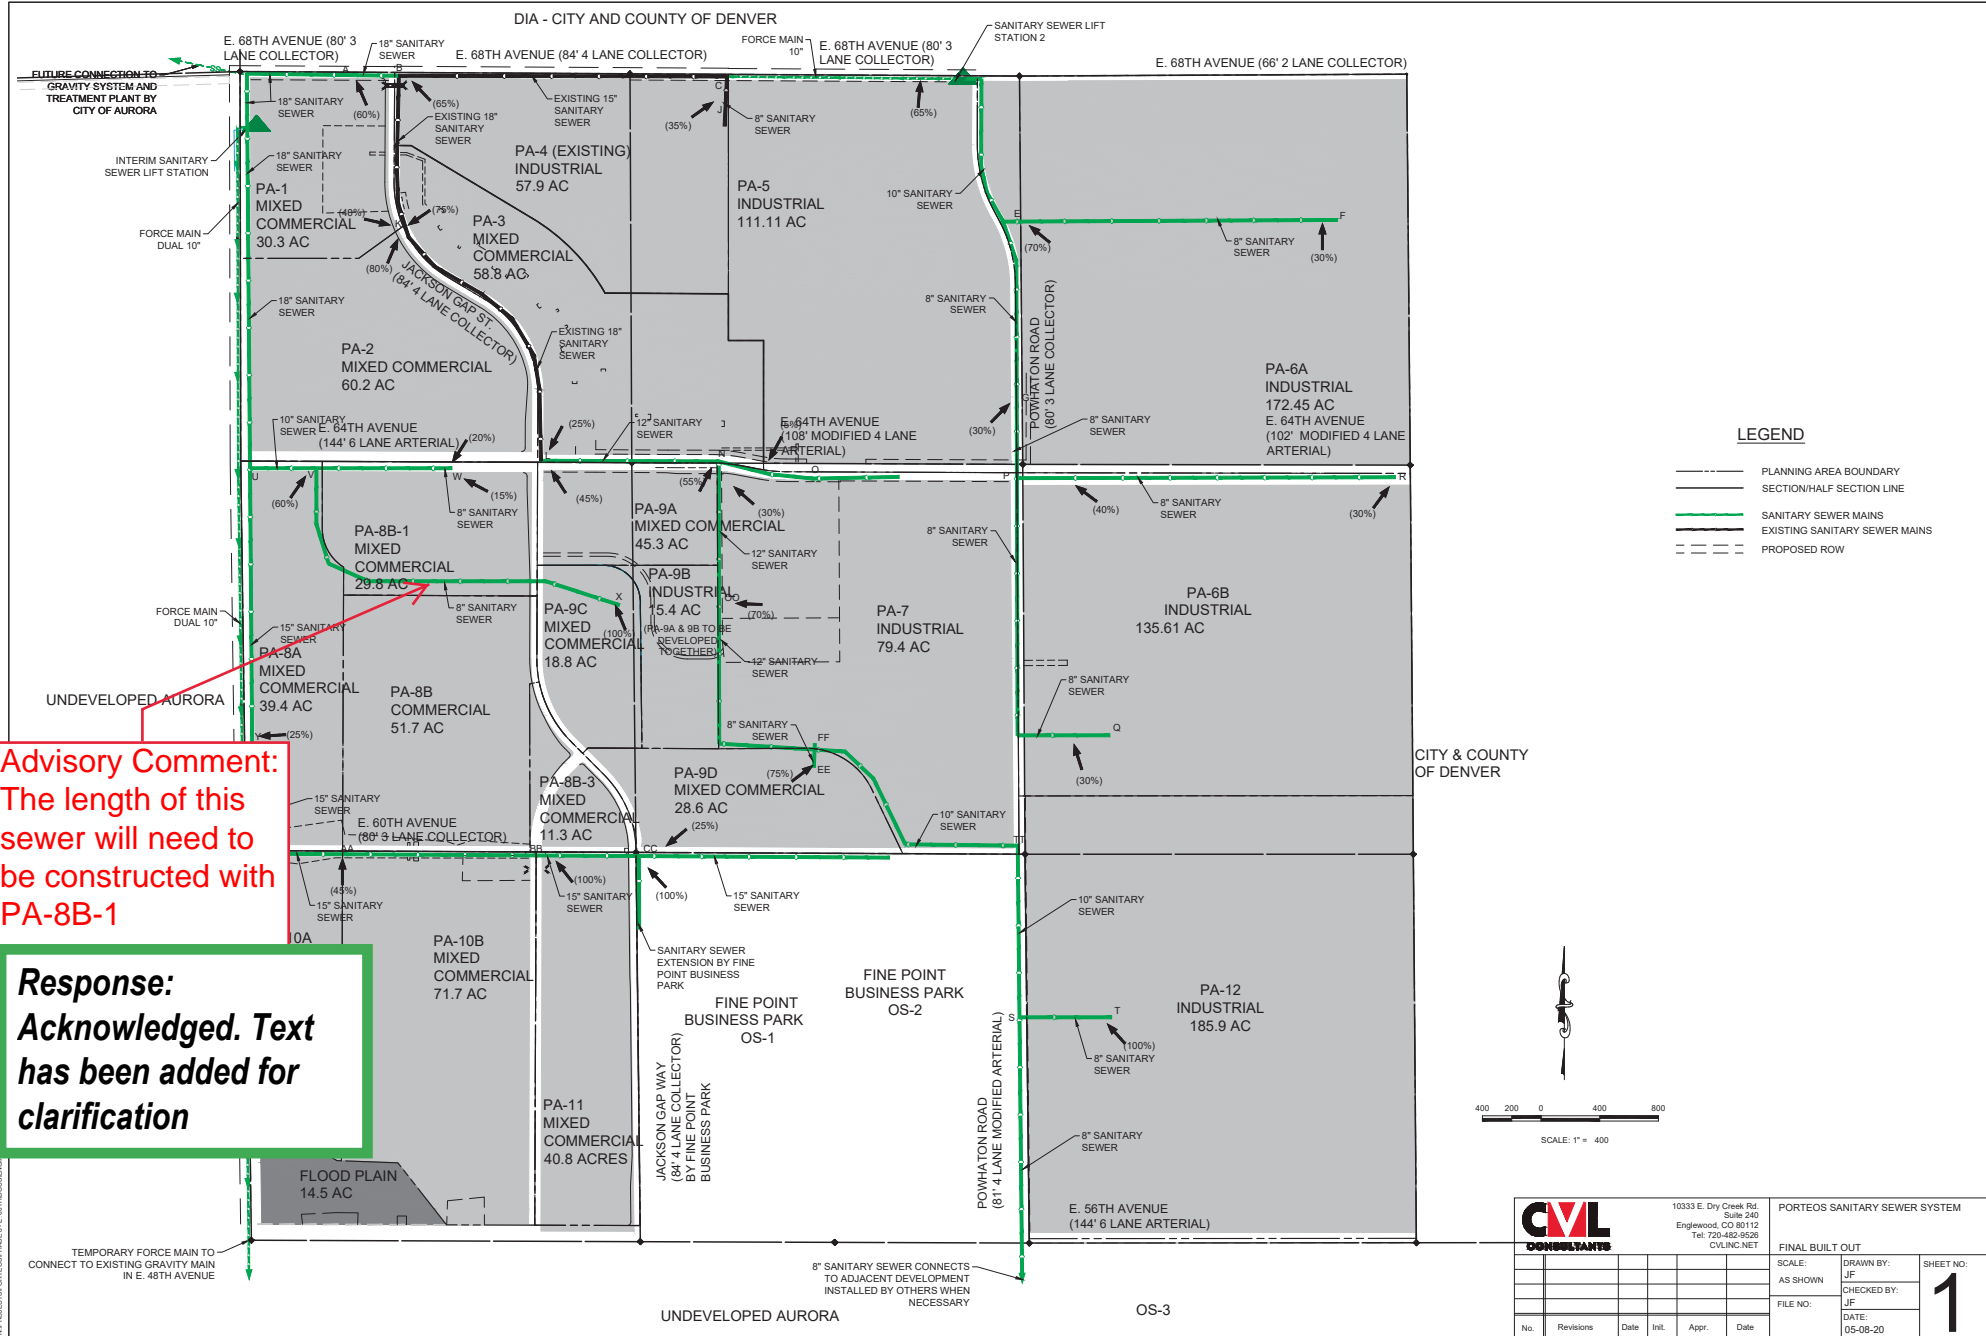 DIA - CITY AND COUNTY OF DENVER
E. 68TH AVENUE (80' 3
LANE COLLECTOR)
18" SANITARY
SEWER
E. 68TH AVENUE (84' 4 LANE COLLECTOR)
FORCE MAIN
10"
E. 68TH AVENUE (80' 3
LANE COLLECTOR)
SANITARY SEWER LIFT
STATION 2
E. 68TH AVENUE (66' 2 LANE COLLECTOR)
FUTURE CONNECTION TO
GRAVITY SYSTEM AND
TREATMENT PLANT BY
CITY OF AURORA
SS
A
B
C
J
18" SANITARY
SEWER
(60%)
(65%)
EXISTING 18"
SANITARY
SEWER
EXISTING 15"
SANITARY
SEWER
(35%)
8" SANITARY
SEWER
(65%)
INTERIM SANITARY
SEWER LIFT STATION
18" SANITARY
SEWER
PA-1
MIXED
COMMERCIAL
30.3 AC
PA-4 (EXISTING)
INDUSTRIAL
57.9 AC
PA-5
INDUSTRIAL
111.11 AC
10" SANITARY
SEWER
E
F
(70%)
8" SANITARY
SEWER
(30%)
FORCE MAIN
DUAL 10"
(40%)
K
(75%)
(80%)
PA-3
MIXED
COMMERCIAL
58.8 AC
JACKSON GAP ST.
(84' 4 LANE COLLECTOR)
18" SANITARY
SEWER
8" SANITARY
SEWER
EXISTING 18"
SANITARY
SEWER
POWHATON ROAD
(80' 3 LANE COLLECTOR)
PA-2
MIXED COMMERCIAL
60.2 AC
PA-6A
INDUSTRIAL
172.45 AC
E. 64TH AVENUE
(102' MODIFIED 4 LANE
ARTERIAL)
G
(30%)
8" SANITARY
SEWER
10" SANITARY
SEWER
E. 64TH AVENUE
(144' 6 LANE ARTERIAL)
(20%)
(25%)
12" SANITARY
SEWER
(5%)
E. 64TH AVENUE
(108' MODIFIED 4 LANE
ARTERIAL)
LEGEND
PLANNING AREA BOUNDARY
SECTION/HALF SECTION LINE
SANITARY SEWER MAINS
EXISTING SANITARY SEWER MAINS
PROPOSED ROW
U
V
W
L
N
O
P
R
(60%)
(15%)
8" SANITARY
SEWER
(45%)
(55%)
(30%)
(40%)
8" SANITARY
SEWER
(30%)
PA-8B-1
MIXED
COMMERCIAL
29.8 AC
PA-9A
MIXED COMMERCIAL
45.3 AC
12" SANITARY
SEWER
8" SANITARY
SEWER
8" SANITARY
SEWER
X
(100%)
PA-9C
MIXED
COMMERCIAL
18.8 AC
PA-9B
INDUSTRIAL
15.4 AC
(PA-9A & 9B TO BE
DEVELOPED
TOGETHER)
OO
(70%)
12" SANITARY
SEWER
PA-7
INDUSTRIAL
79.4 AC
PA-6B
INDUSTRIAL
135.61 AC
FORCE MAIN
DUAL 10"
15" SANITARY
SEWER
PA-8A
MIXED
COMMERCIAL
39.4 AC
UNDEVELOPED AURORA
PA-8B
COMMERCIAL
51.7 AC
Y
(25%)
8" SANITARY
SEWER
FF
EE
(75%)
8" SANITARY
SEWER
Q
(30%)
CITY & COUNTY
OF DENVER
Advisory Comment:
The length of this
sewer will need to
be constructed with
PA-8B-1
15" SANITARY
SEWER
E. 60TH AVENUE
(80' 3 LANE COLLECTOR)
PA-8B-3
MIXED
COMMERCIAL
11.3 AC
PA-9D
MIXED COMMERCIAL
28.6 AC
(25%)
10" SANITARY
SEWER
TT
AA
BB
CC
(45%)
15" SANITARY
SEWER
(100%)
15" SANITARY
SEWER
(100%)
15" SANITARY
SEWER
10" SANITARY
SEWER
10A
PA-10B
MIXED
COMMERCIAL
71.7 AC
SANITARY SEWER
EXTENSION BY FINE
POINT BUSINESS
PARK
FINE POINT
BUSINESS PARK
OS-1
FINE POINT
BUSINESS PARK
OS-2
Response:
Acknowledged. Text
has been added for
clarification
PA-12
INDUSTRIAL
185.9 AC
S
T
(100%)
8" SANITARY
SEWER
JACKSON GAP WAY
(84' 4 LANE COLLECTOR)
BY FINE POINT
BUSINESS PARK
POWHATON ROAD
(81' 4 LANE MODIFIED ARTERIAL)
PA-11
MIXED
COMMERCIAL
40.8 ACRES
8" SANITARY
SEWER
400 200 0 400 800
SCALE: 1" = 400
FLOOD PLAIN
14.5 AC
E. 56TH AVENUE
(144' 6 LANE ARTERIAL)
TEMPORARY FORCE MAIN TO
CONNECT TO EXISTING GRAVITY MAIN
IN E. 48TH AVENUE
8" SANITARY SEWER CONNECTS
TO ADJACENT DEVELOPMENT
INSTALLED BY OTHERS WHEN
NECESSARY
UNDEVELOPED AURORA
OS-3
CVL
CONSULTANTS
10333 E. Dry Creek Rd.
Suite 240
Englewood, CO 80112
Tel: 720-482-9526
CVLINC.NET
PORTEOS SANITARY SEWER SYSTEM
FINAL BUILT OUT
SCALE:
AS SHOWN
FILE NO:
DRAWN BY:
JF
CHECKED BY:
JF
DATE:
05-08-20
SHEET NO:
1
No. Revisions Date Init. Appr. Date